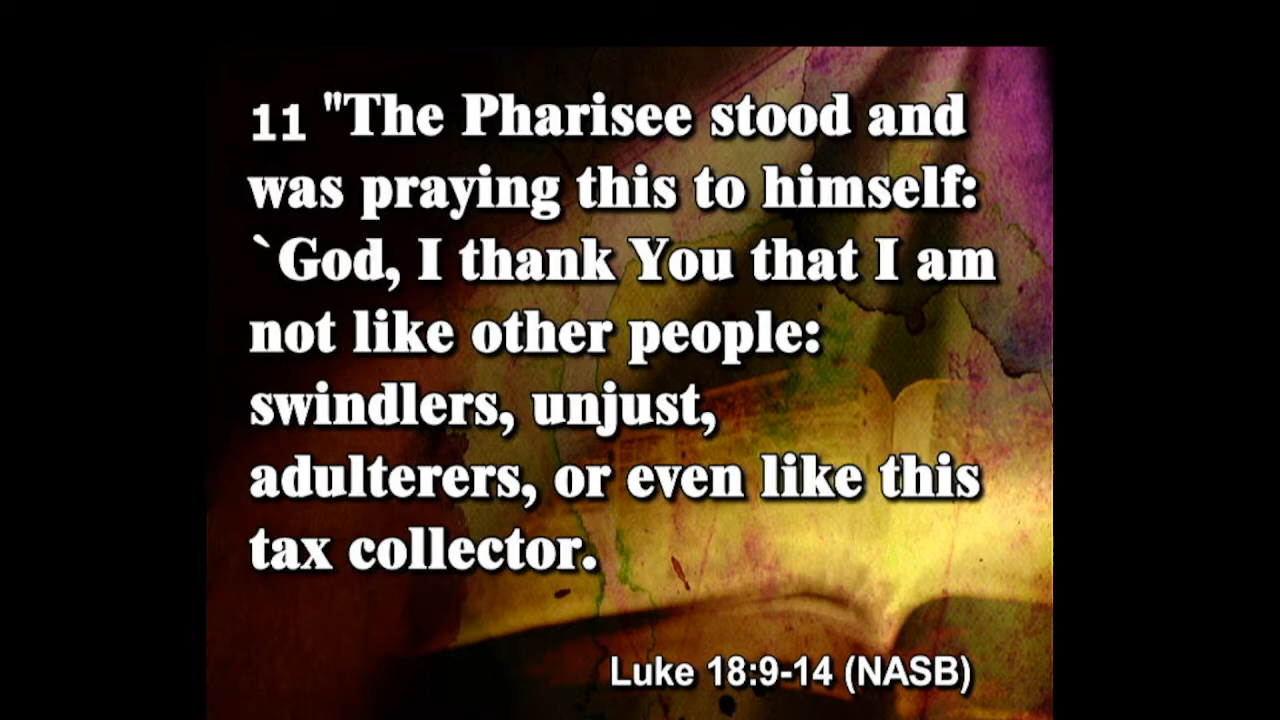 11 "The Pharisee stood and
was praying this to himself:
`God, I thank You that I am
not like other people:
swindlers, unjust,
adulterers, or even like this
tax collector.
Luke 18:9-14 (NASB)